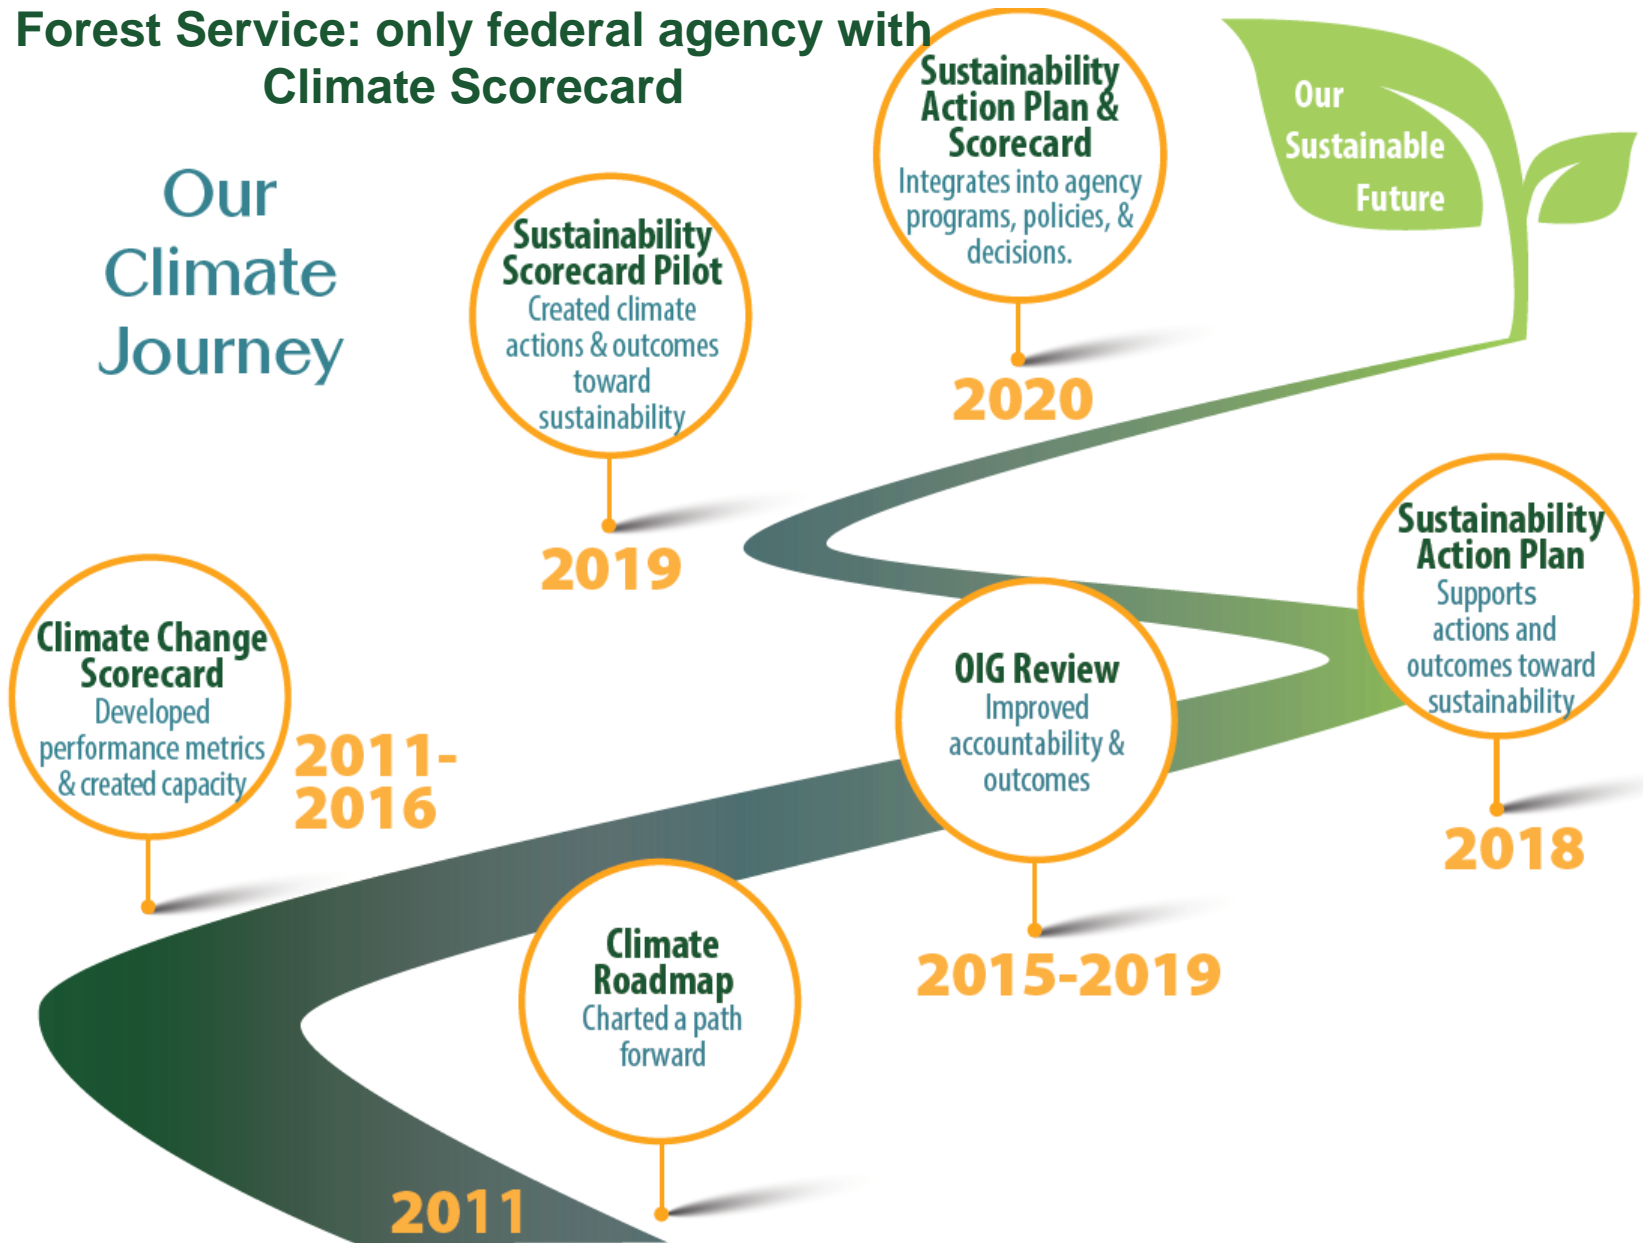 Forest Service: only federal agency with
Climate Scorecard
Our
Climate
Journey
Sustainability
Scorecard Pilot
Created climate
actions & outcomes
toward
sustainability
2019
Sustainability
Action Plan &
Scorecard
Integrates into agency
programs, policies, &
decisions.
2020
Our
Sustainable
Future
Climate Change
Scorecard
Developed
performance metrics
& created capacity
2011-
2016
OIG Review
Improved
accountability &
outcomes
2015-2019
Sustainability
Action Plan
Supports
actions and
outcomes toward
sustainability
2018
Climate
Roadmap
Charted a path
forward
2011